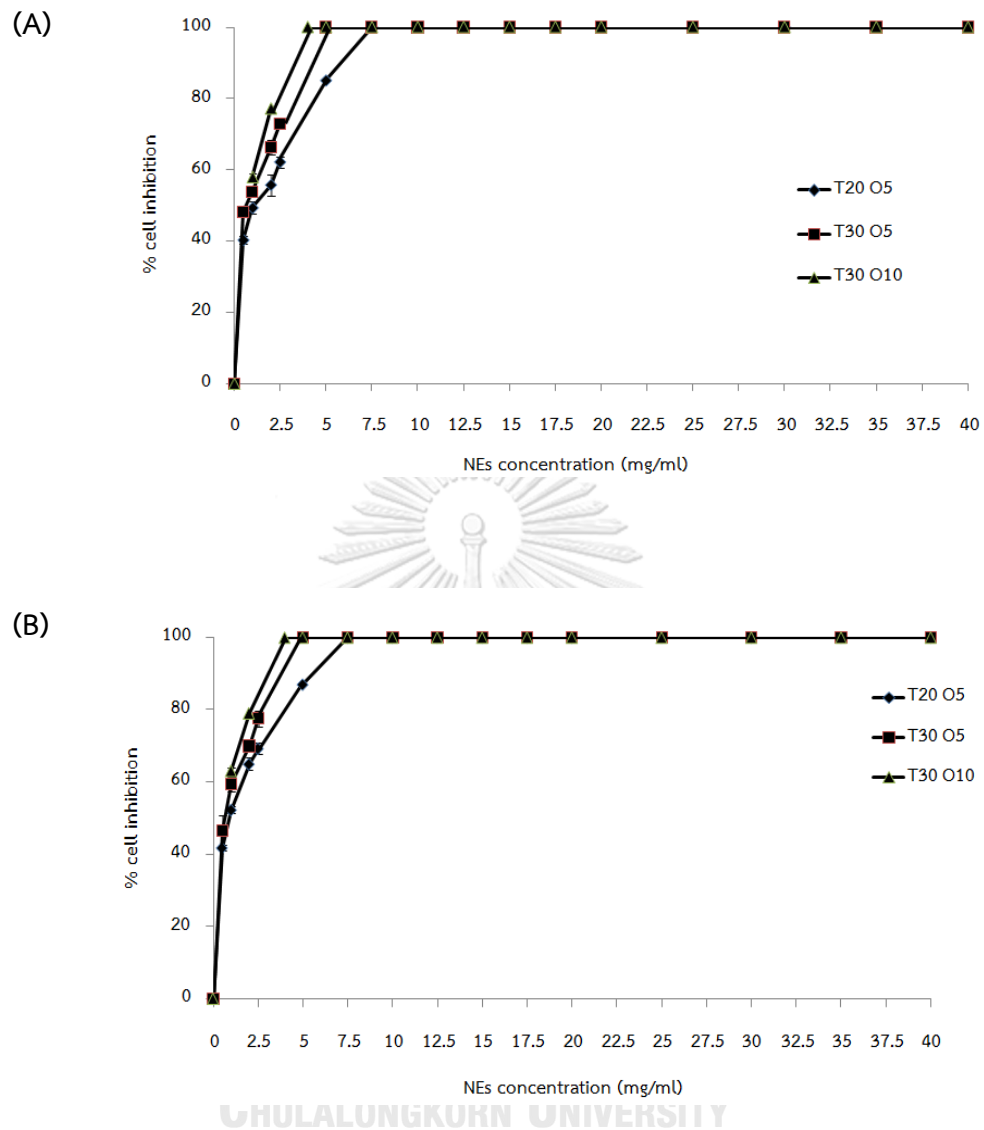 (A)
100
80
60
40
20
0
% cell inhibition
T20 O5
T30 O5
T30 O10
0 2.5 5 7.5 10 12.5 15 17.5 20 22.5 25 27.5 30 32.5 35 37.5 40
NEs concentration (mg/ml)
(B)
100
80
60
40
20
0
% cell inhibition
T20 O5
T30 O5
T30 O10
0 2.5 5 7.5 10 12.5 15 17.5 20 22.5 25 27.5 30 32.5 35 37.5 40
NEs concentration (mg/ml)
CHULALONGKORN UNIVERSITY